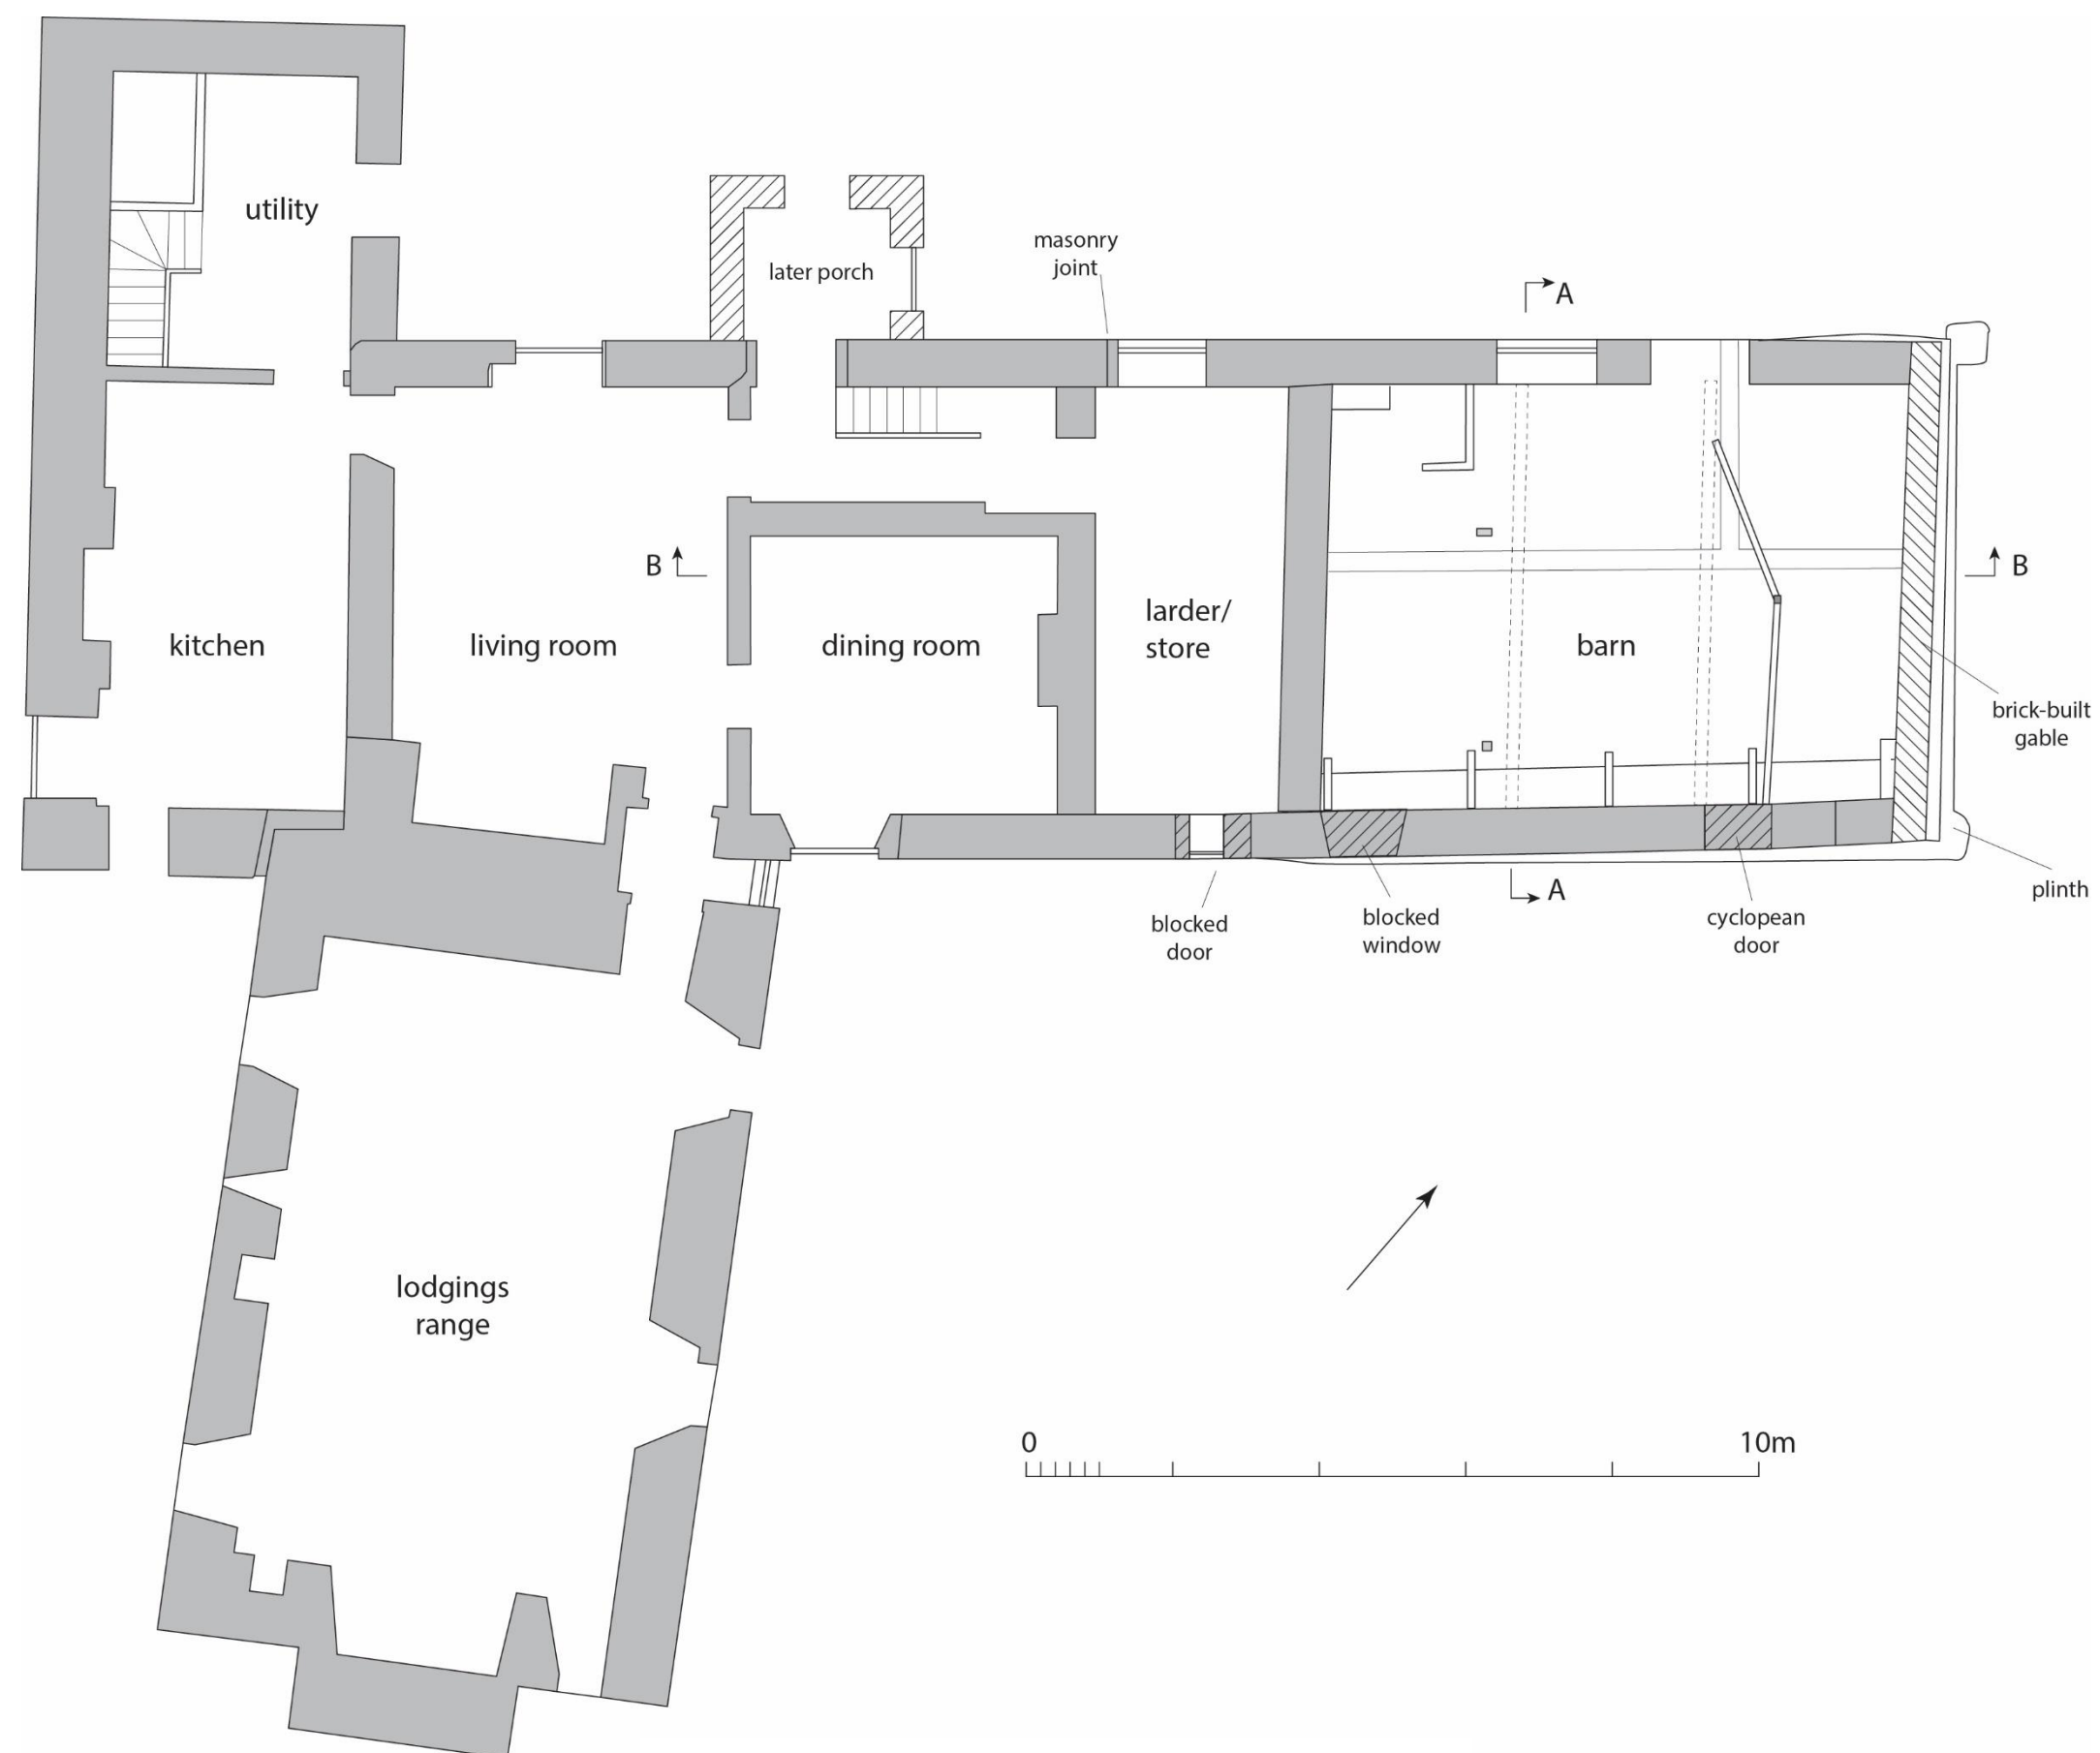 utility
later porch
masonry
joint
A
B
B
kitchen
living room
dining room
larder/
store
barn
brick-built
gable
plinth
A
blocked
door
blocked
window
cyclopean
door
lodgings
range
0
10m